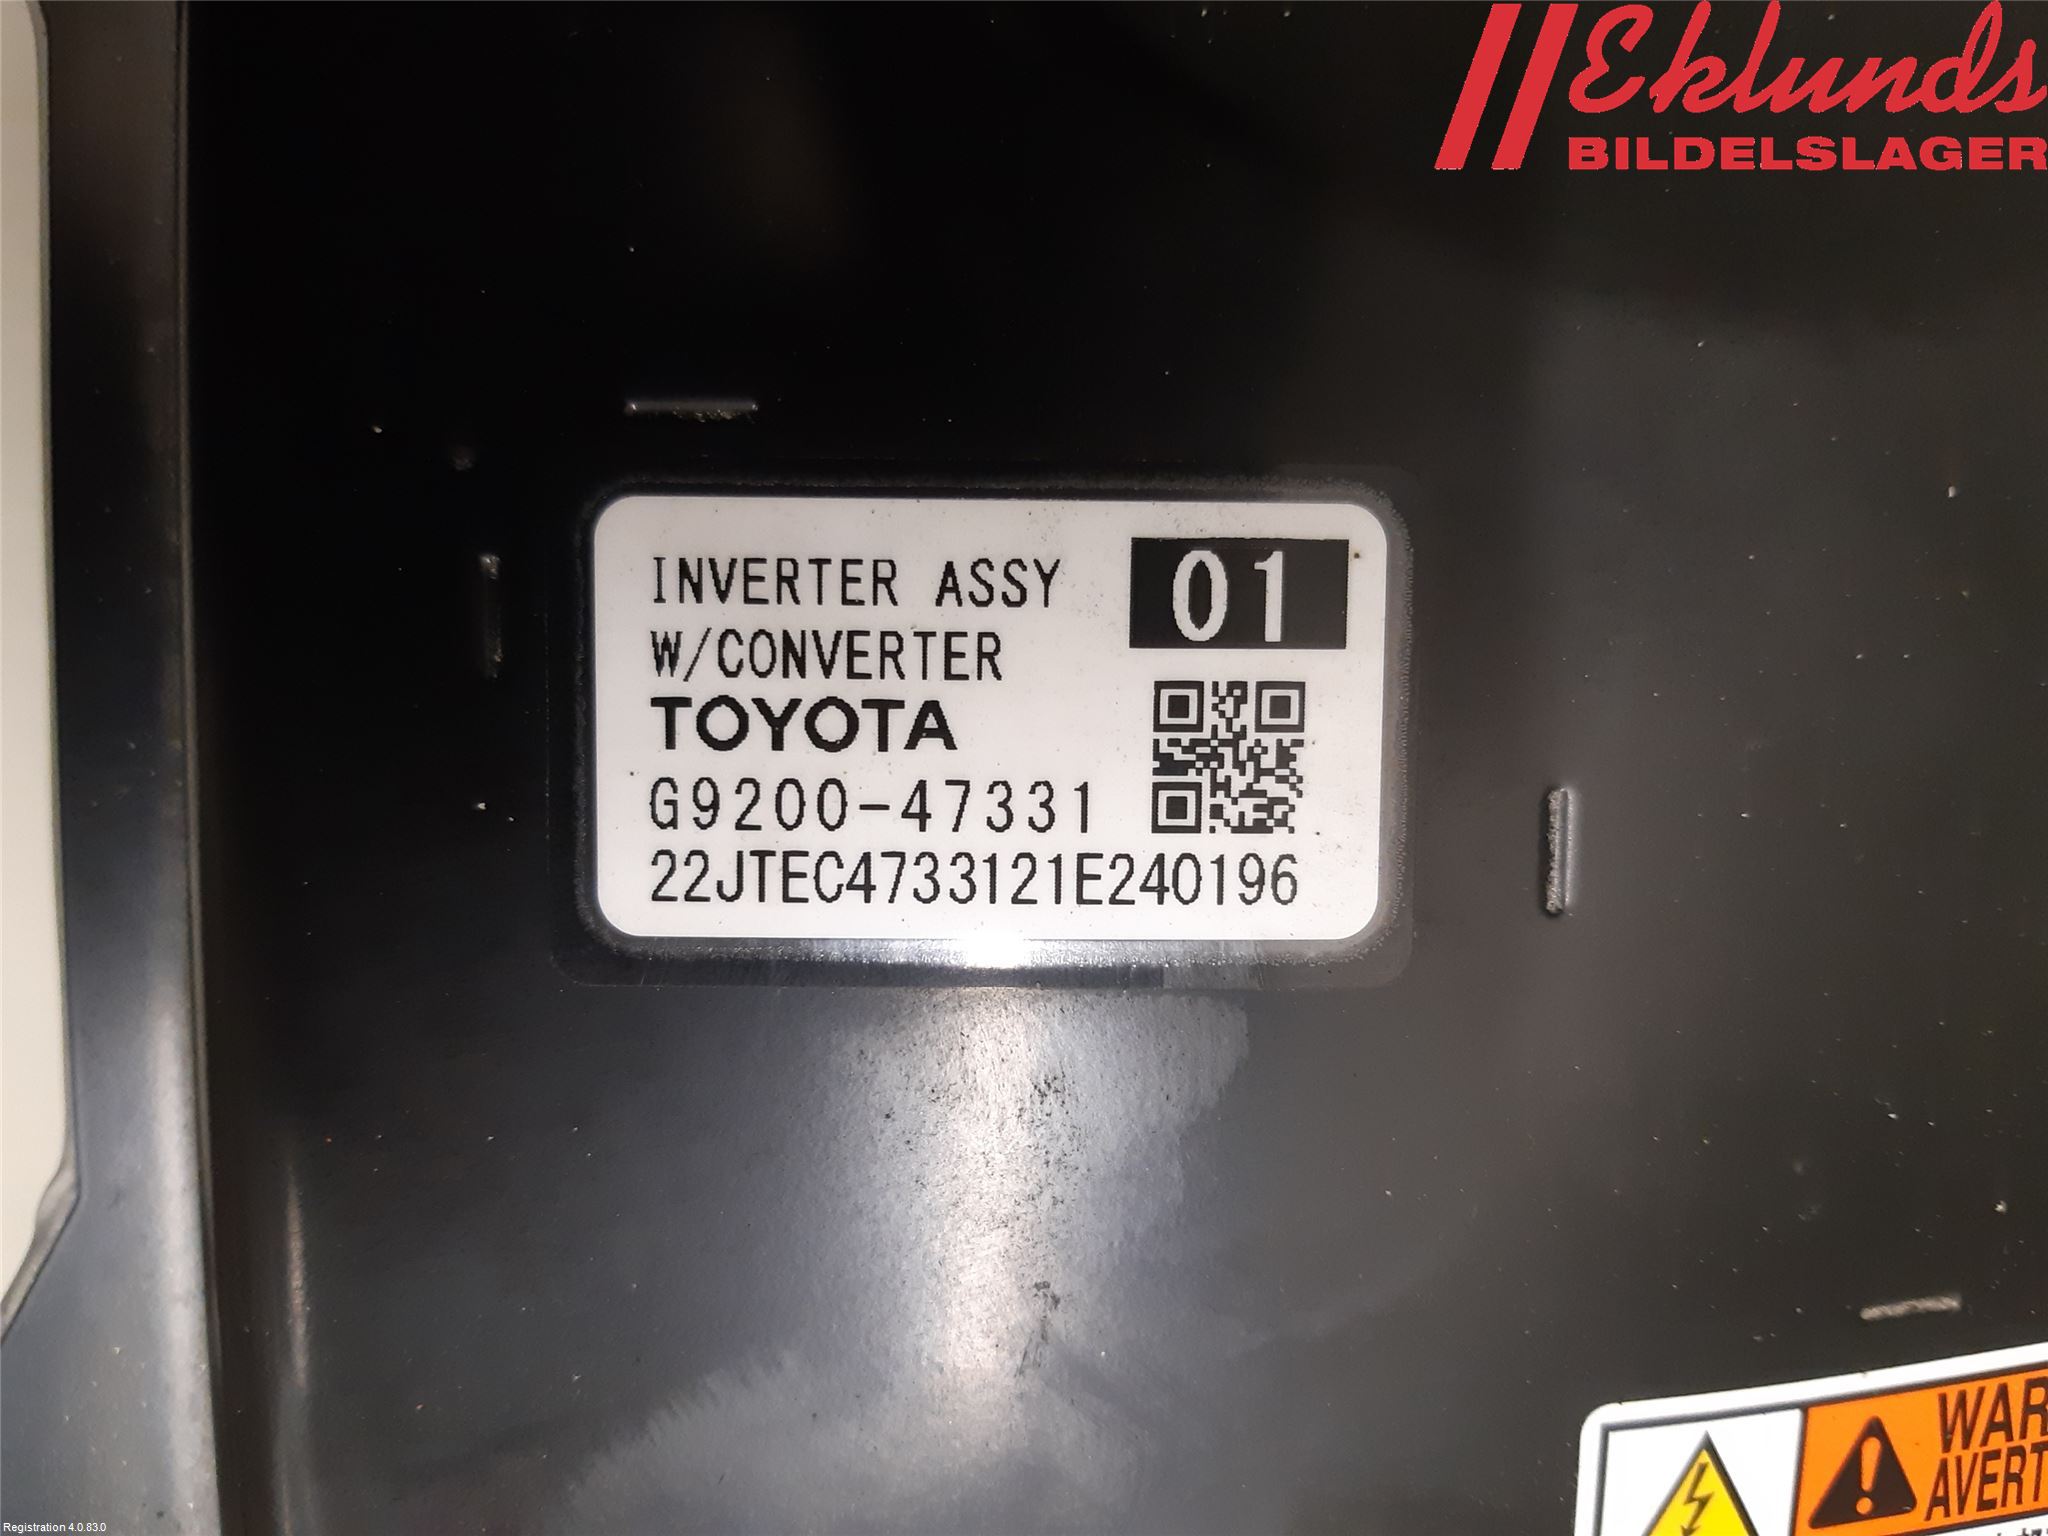 Eklunds
BILDELSLAGER
INVERTER ASSY
01
W/CONVERTER
TOYOTA
G9200-47331
22JTEC4733121E240196
WAR
AVERT
Registration 4.0.83.0